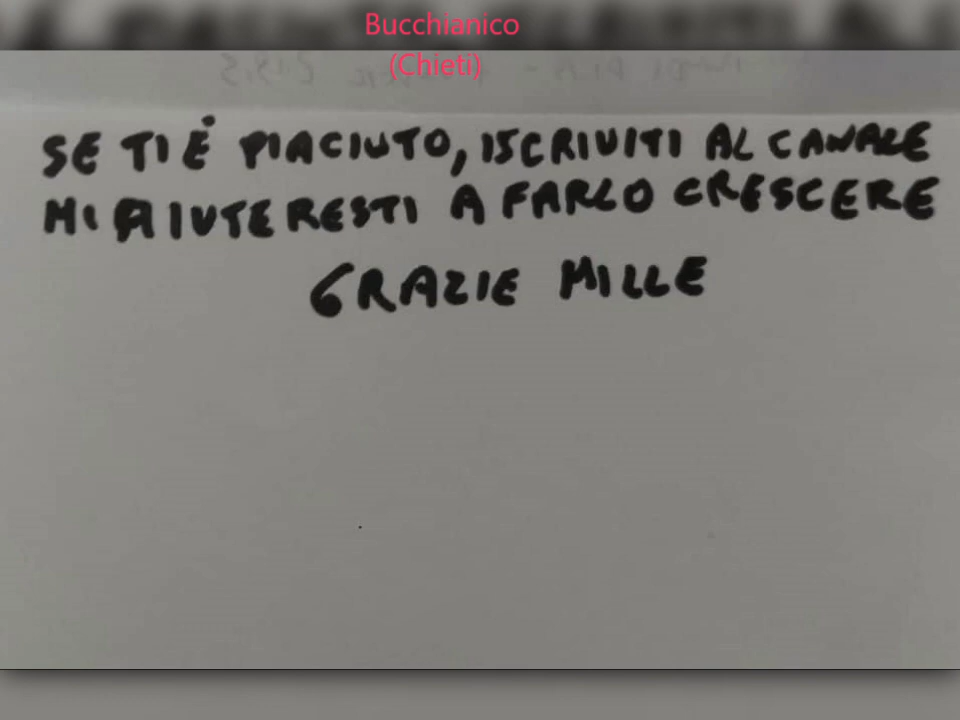 Bucchianico
(Chieti)
SE TI È PIACIUTO, ISCRIVITI AL CANALE
MI AIUTERESTI A FARLO CRESCERE
GRAZIE MILLE